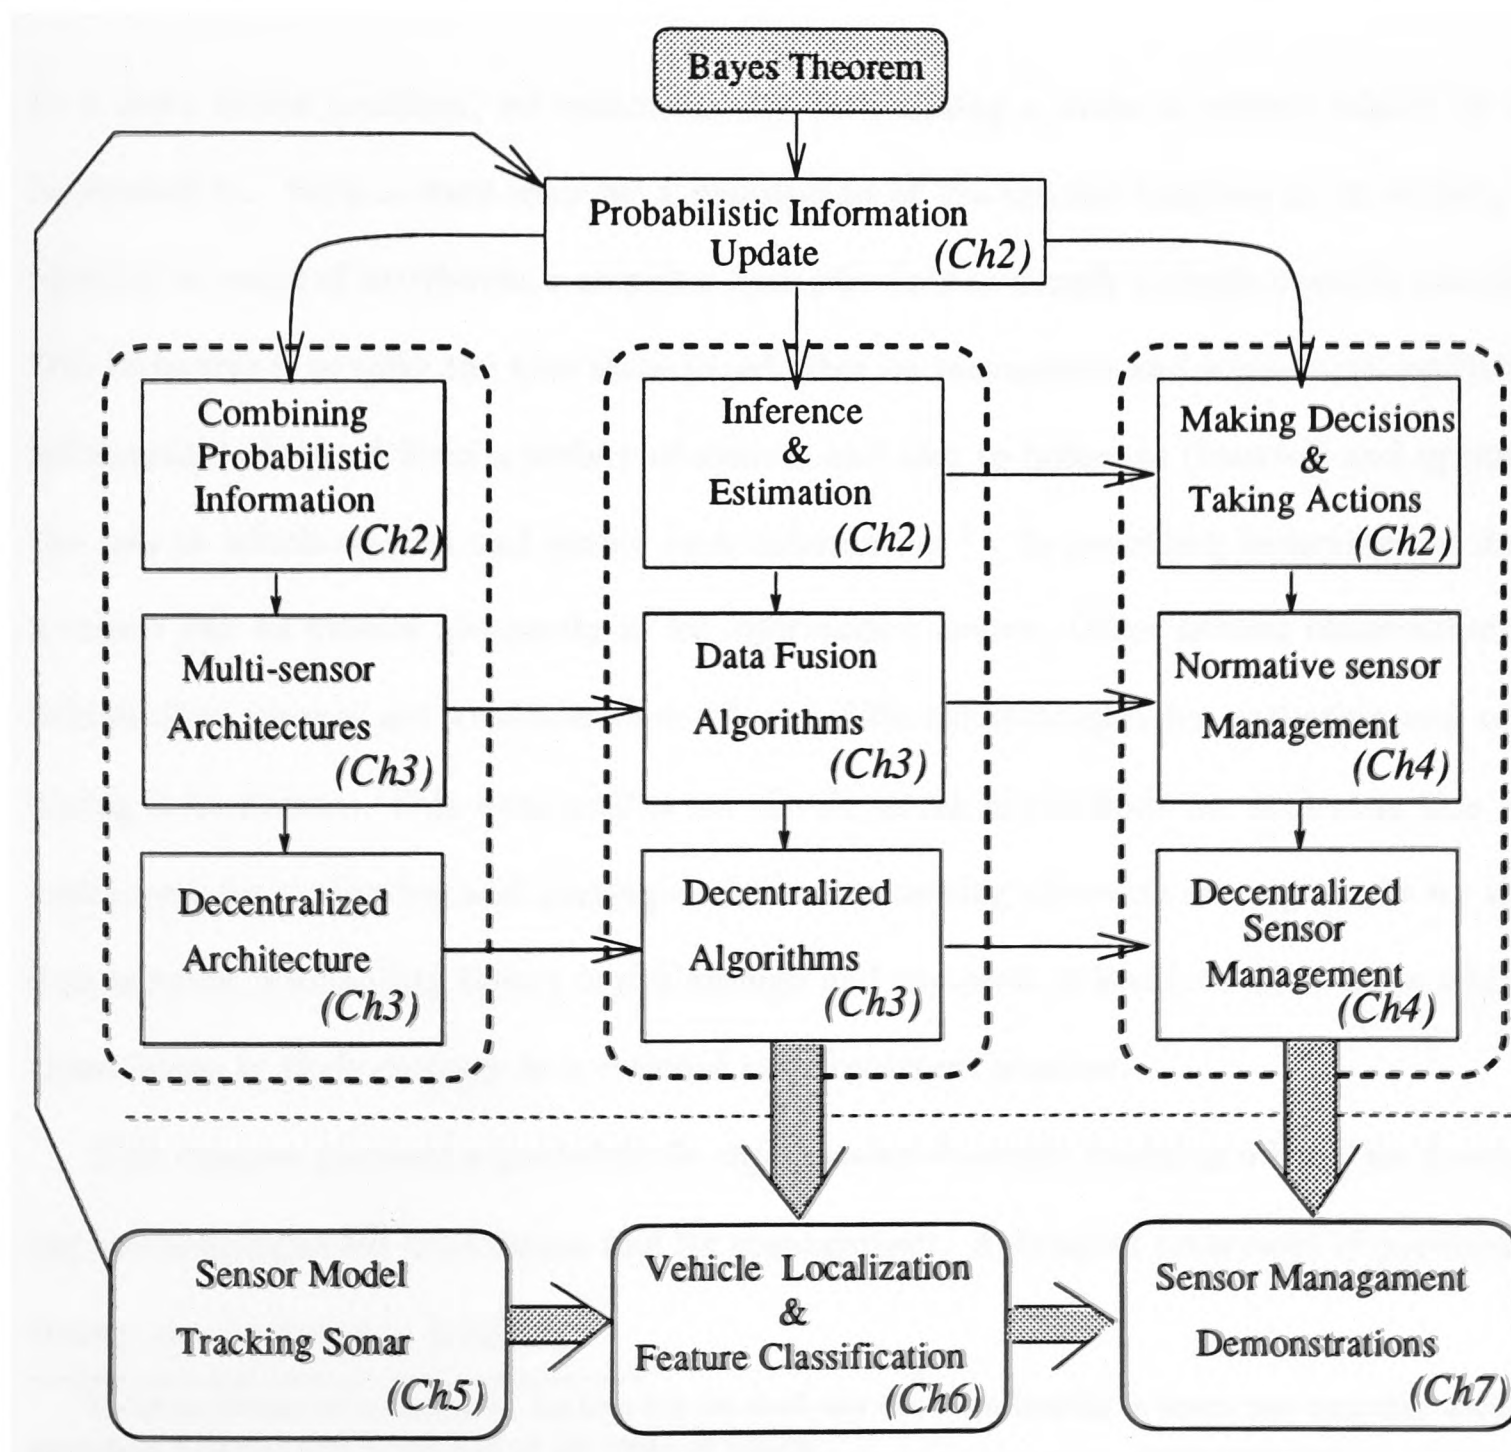 Bayes Theorem
Probabilistic Information
Update (Ch2)
Combining
Probabilistic
Information
(Ch2)
Inference
&
Estimation
(Ch2)
Making Decisions
&
Taking Actions
(Ch2)
Multi-sensor
Architectures
(Ch3)
Data Fusion
Algorithms
(Ch3)
Normative sensor
Management
(Ch4)
Decentralized
Architecture
(Ch3)
Decentralized
Algorithms
(Ch3)
Decentralized
Sensor
Management
(Ch4)
Sensor Model
Tracking Sonar
(Ch5)
Vehicle Localization
&
Feature Classification
(Ch6)
Sensor Managament
Demonstrations
(Ch7)